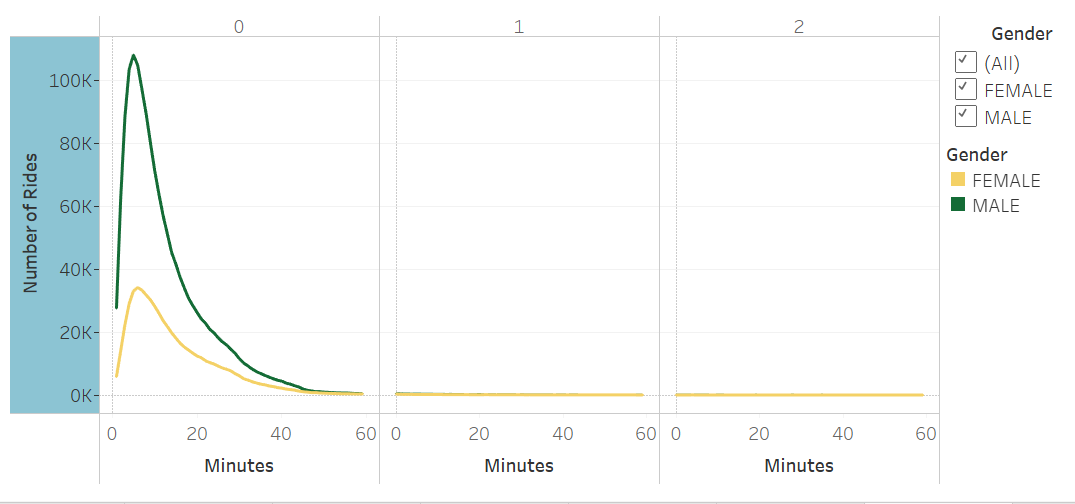 0 1 2
Gender
(All)
FEMALE
MALE
Gender
FEMALE
MALE
Number of Rides
100K
80K
60K
40K
20K
0K
0 20 40 60 0 20 40 60 0 20 40 60
Minutes Minutes Minutes